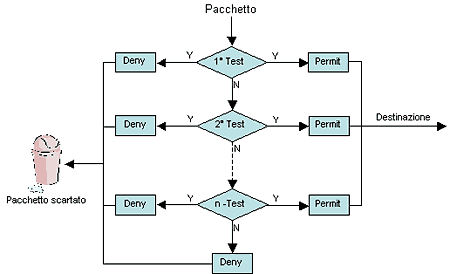 Pacchetto
Deny Y 1° Test Y Permit
N
Deny Y 2° Test Y Permit
Destinazione
N
Pacchetto scartato
Deny Y n -Test Y Permit
N
Deny